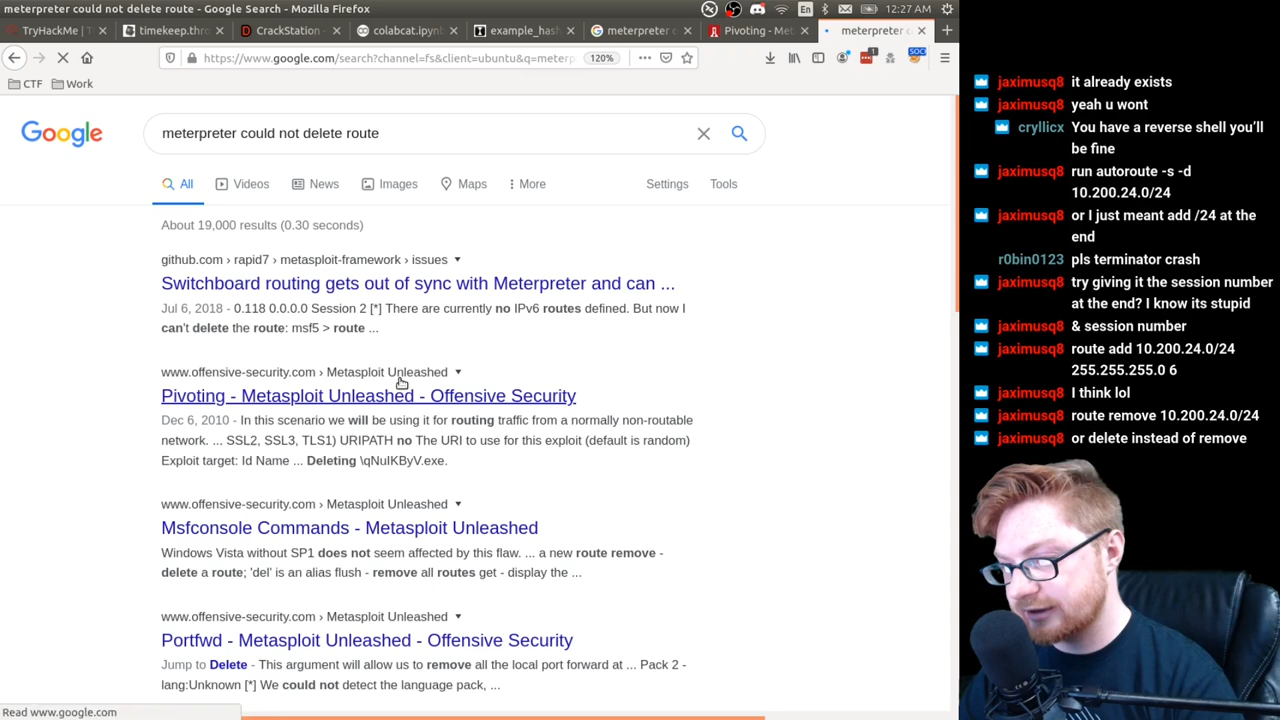 meterpreter could not delete route - Google Search - Mozilla Firefox
En
12:27 AM
TryHackMe | T
timekeep.thro
CrackStation -
colabcat.ipynb
example_hash
meterpreter c
Pivoting - Met
meterpreter c
https://www.google.com/search?channel=fs&client=ubuntu&q=meterp
120%
1
SOC
CTF
Work
Google
meterpreter could not delete route
All
Videos
News
Images
Maps
More
Settings
Tools
About 19,000 results (0.30 seconds)
github.com › rapid7 › metasploit-framework › issues
Switchboard routing gets out of sync with Meterpreter and can ...
Jul 6, 2018 - 0.118 0.0.0.0 Session 2 [*] There are currently no IPv6 routes defined. But now I
can't delete the route: msf5 > route ...
www.offensive-security.com › Metasploit Unleashed
Pivoting - Metasploit Unleashed - Offensive Security
Dec 6, 2010 - In this scenario we will be using it for routing traffic from a normally non-routable
network. ... SSL2, SSL3, TLS1) URIPATH no The URI to use for this exploit (default is random)
Exploit target: Id Name ... Deleting \qNuIKByV.exe.
www.offensive-security.com › Metasploit Unleashed
Msfconsole Commands - Metasploit Unleashed
Windows Vista without SP1 does not seem affected by this flaw. ... a new route remove -
delete a route; 'del' is an alias flush - remove all routes get - display the ...
www.offensive-security.com › Metasploit Unleashed
Portfwd - Metasploit Unleashed - Offensive Security
Jump to Delete - This argument will allow us to remove all the local port forward at ... Pack 2 -
lang:Unknown [*] We could not detect the language pack, ...
Read www.google.com
jaximusq8 it already exists
jaximusq8 yeah u wont
cryllicx You have a reverse shell you'll
be fine
jaximusq8 run autoroute -s -d
10.200.24.0/24
jaximusq8 or I just meant add /24 at the
end
r0bin0123 pls terminator crash
jaximusq8 try giving it the session number
at the end? I know its stupid
jaximusq8 & session number
jaximusq8 route add 10.200.24.0/24
255.255.255.0 6
jaximusq8 I think lol
jaximusq8 route remove 10.200.24.0/24
jaximusq8 or delete instead of remove